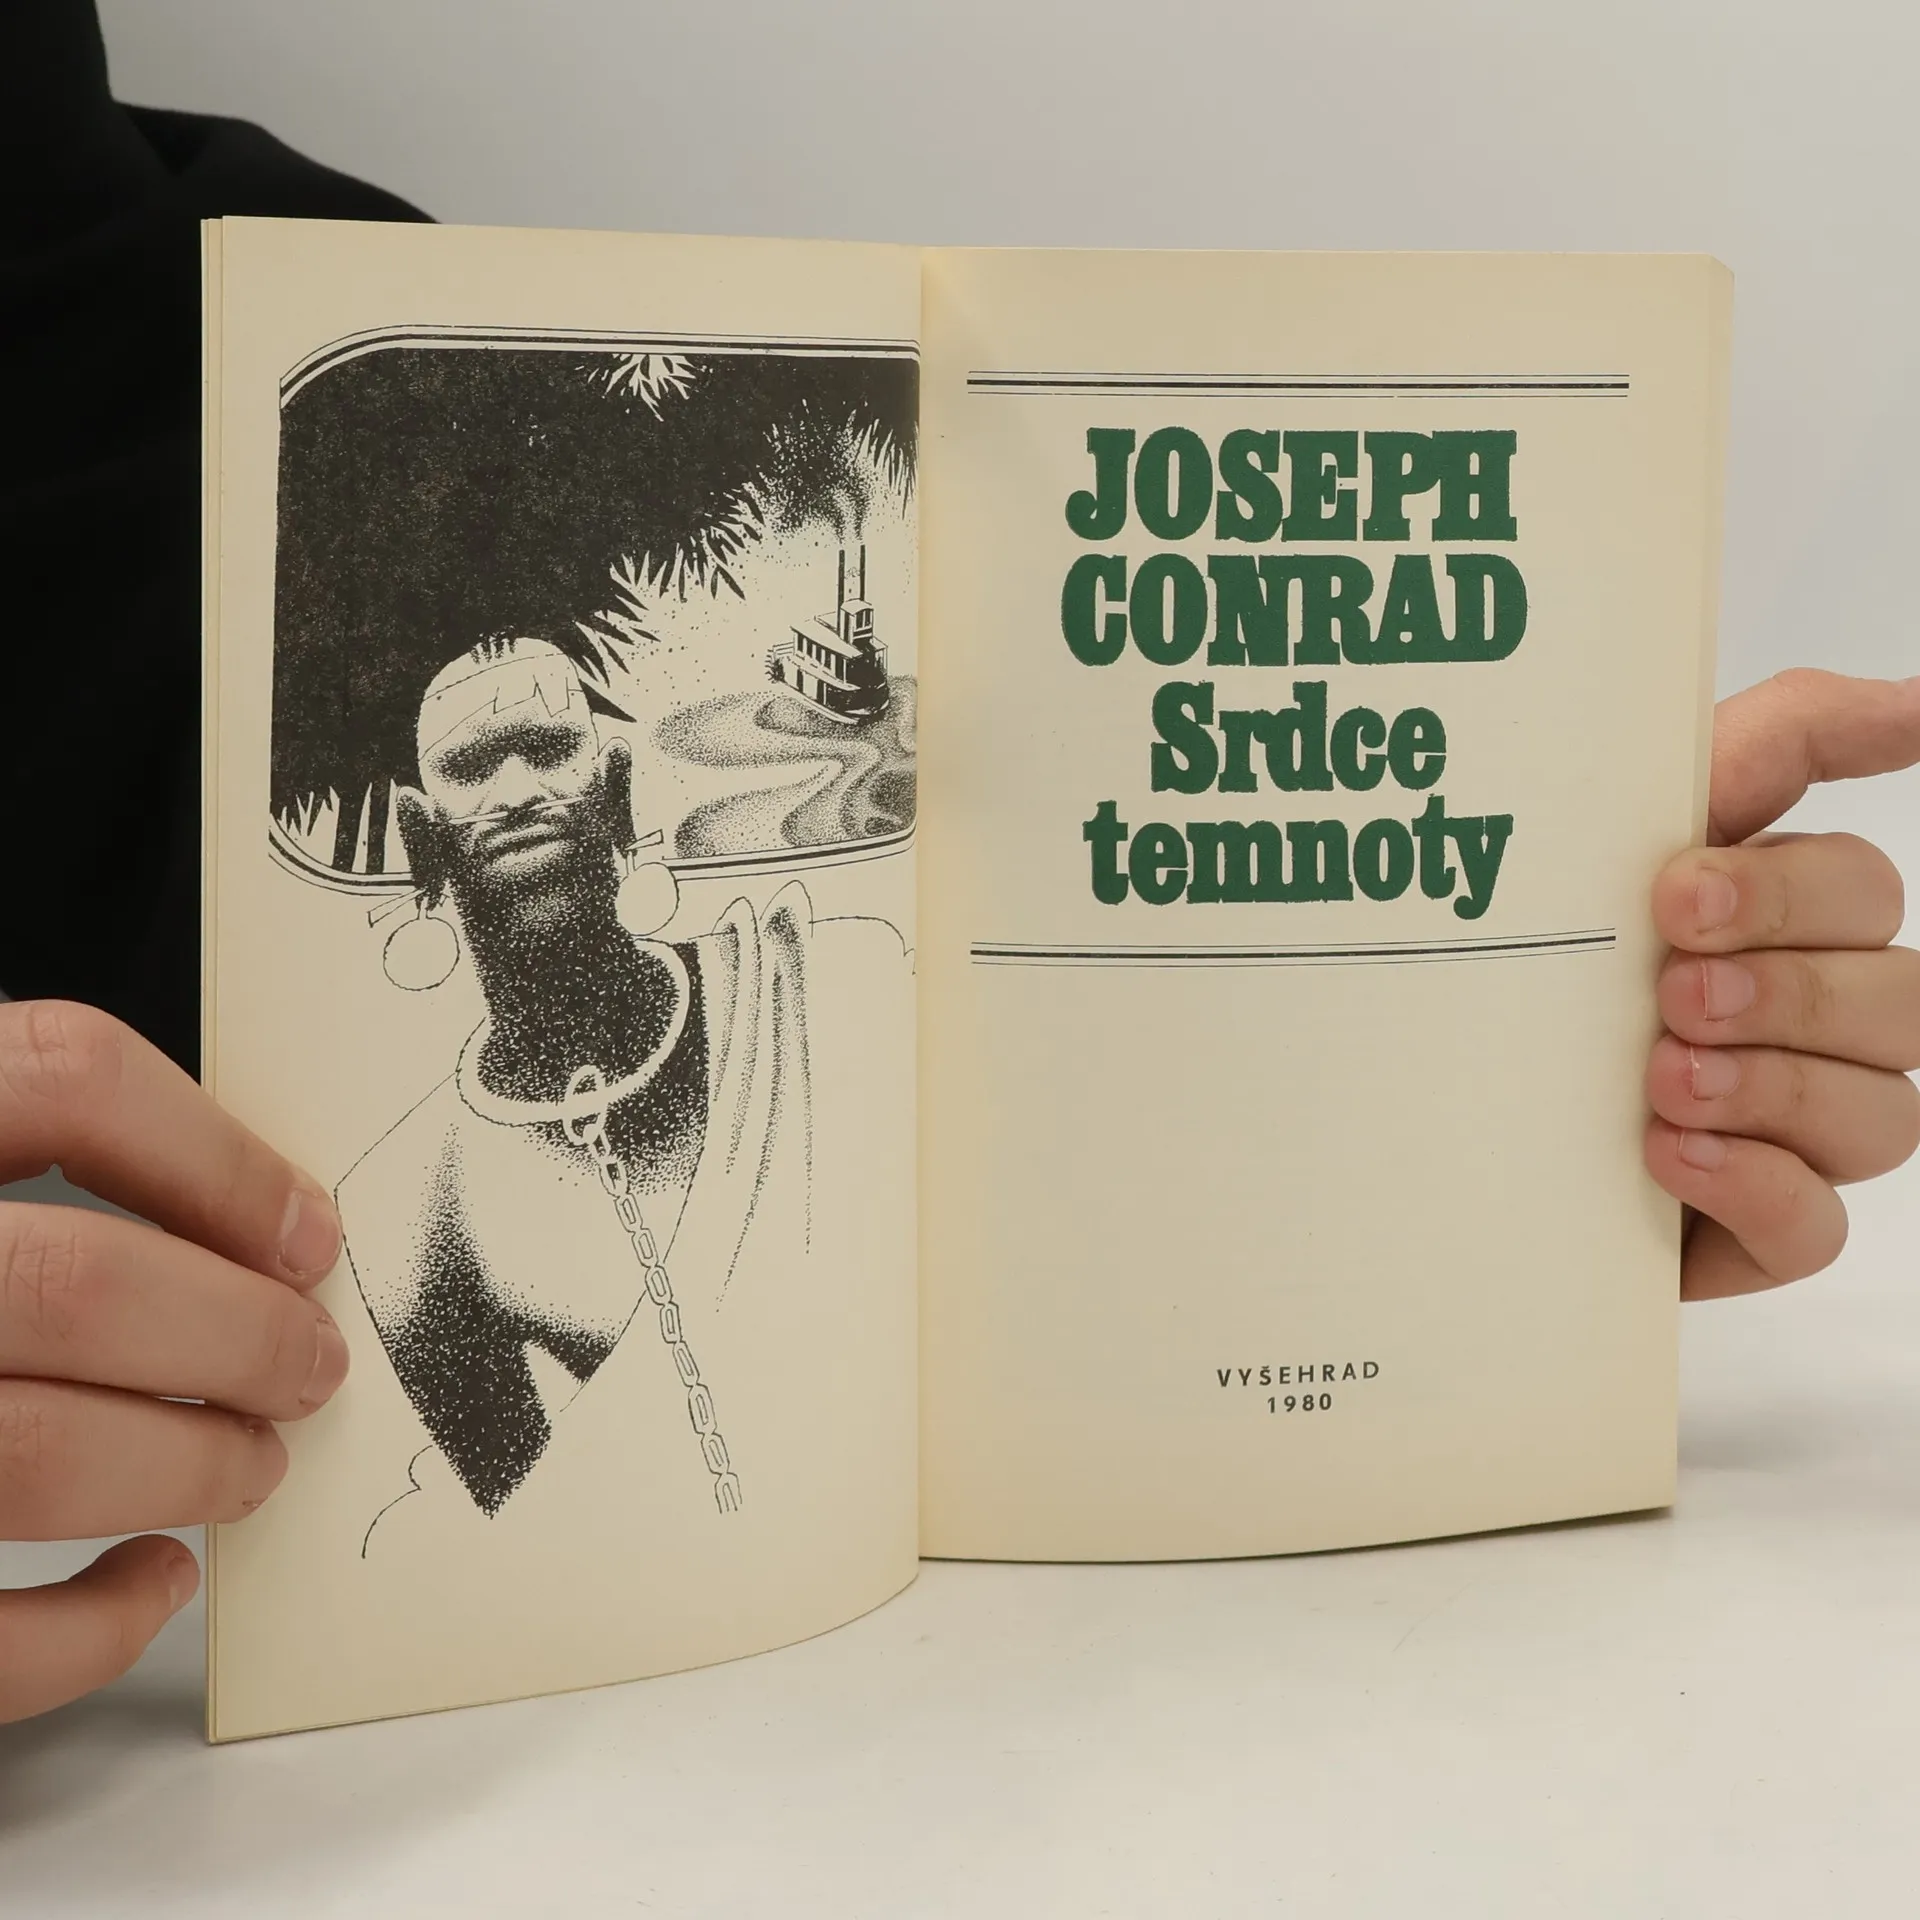 JOSEPH
CONRAD
Srdce
temnoty
VYŠEHRAD
1980